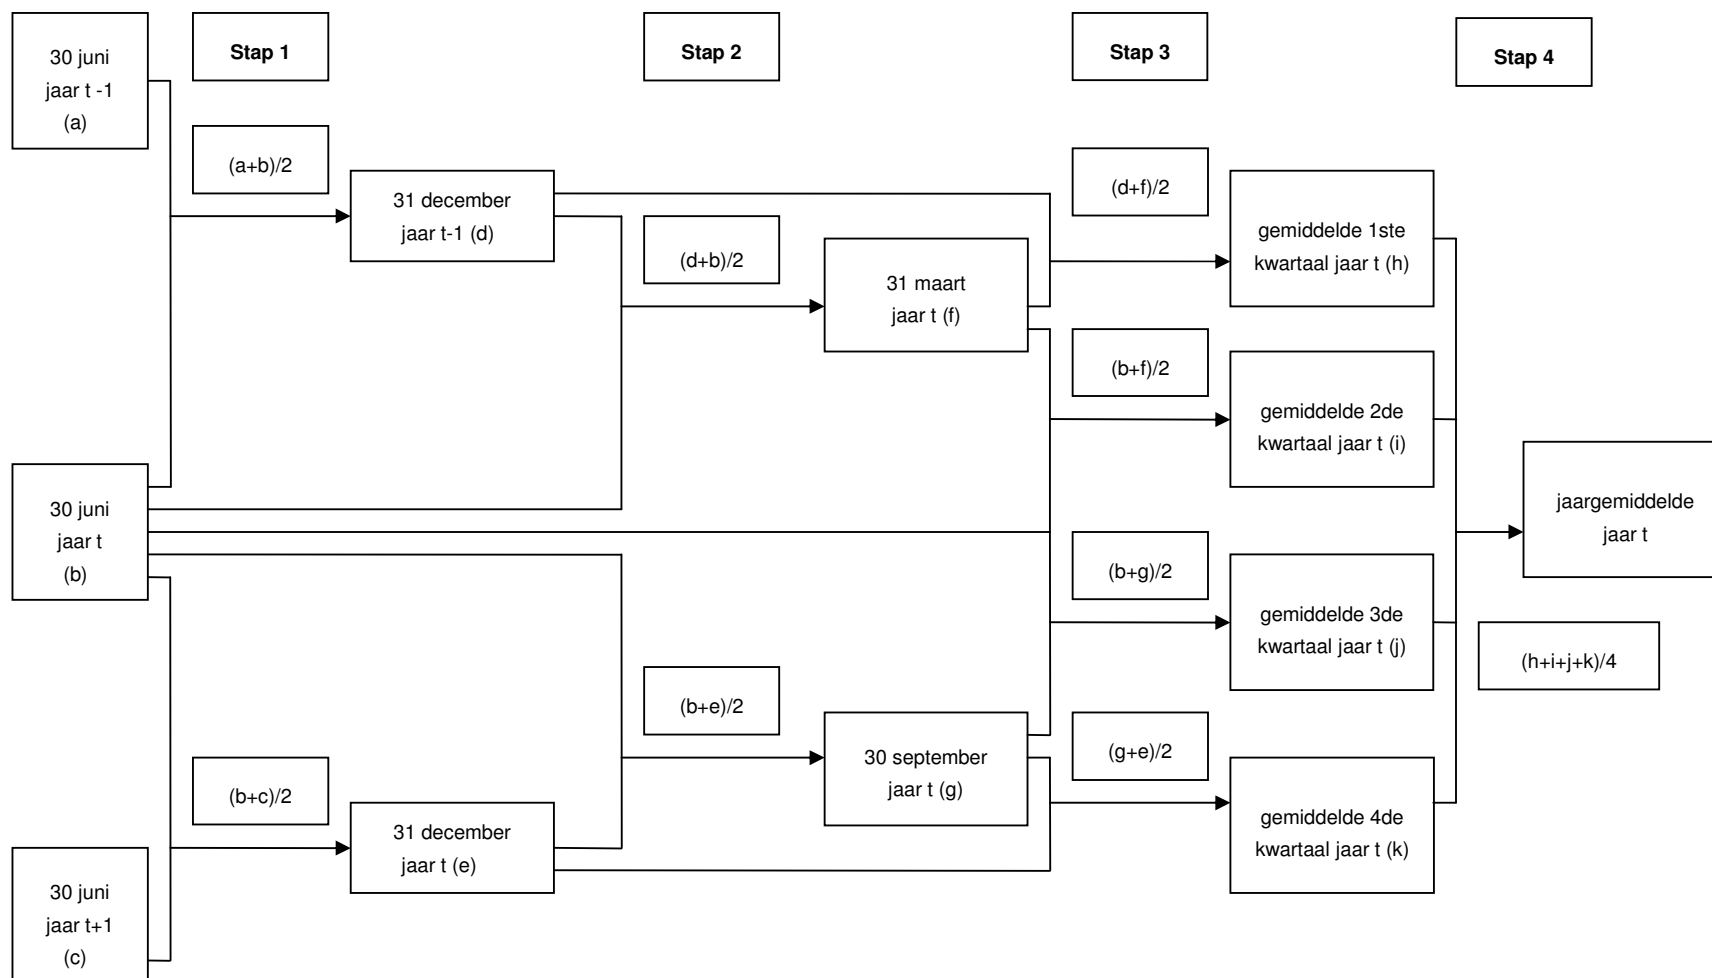 30 juni
jaar t -1
(a)
Stap 1
Stap 2
Stap 3
Stap 4
(a+b)/2
31 december
jaar t-1 (d)
(d+b)/2
31 maart
jaar t (f)
(d+f)/2
gemiddelde 1ste
kwartaal jaar t (h)
(b+f)/2
gemiddelde 2de
kwartaal jaar t (i)
30 juni
jaar t
(b)
jaargemiddelde
jaar t
(b+g)/2
gemiddelde 3de
kwartaal jaar t (j)
(h+i+j+k)/4
(b+e)/2
30 september
jaar t (g)
(g+e)/2
gemiddelde 4de
kwartaal jaar t (k)
(b+c)/2
31 december
jaar t (e)
30 juni
jaar t+1
(c)